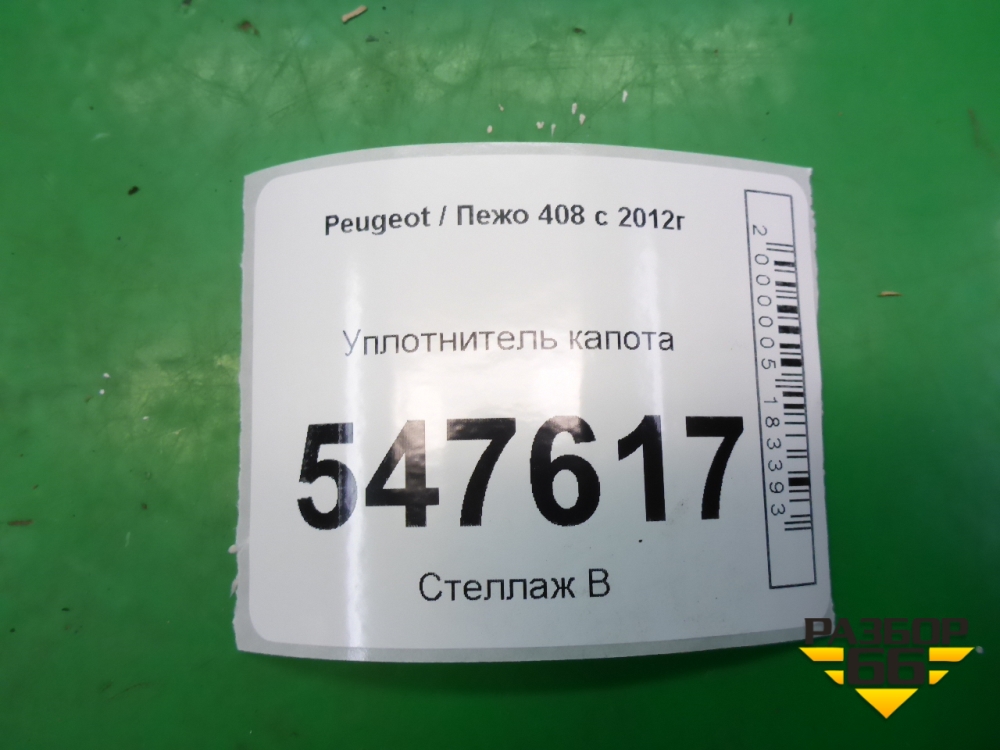 Peugeot / Пежо 408 с 2012г
Уплотнитель капота
547617
Стеллаж В
2000005183393
РАЗБОР
66